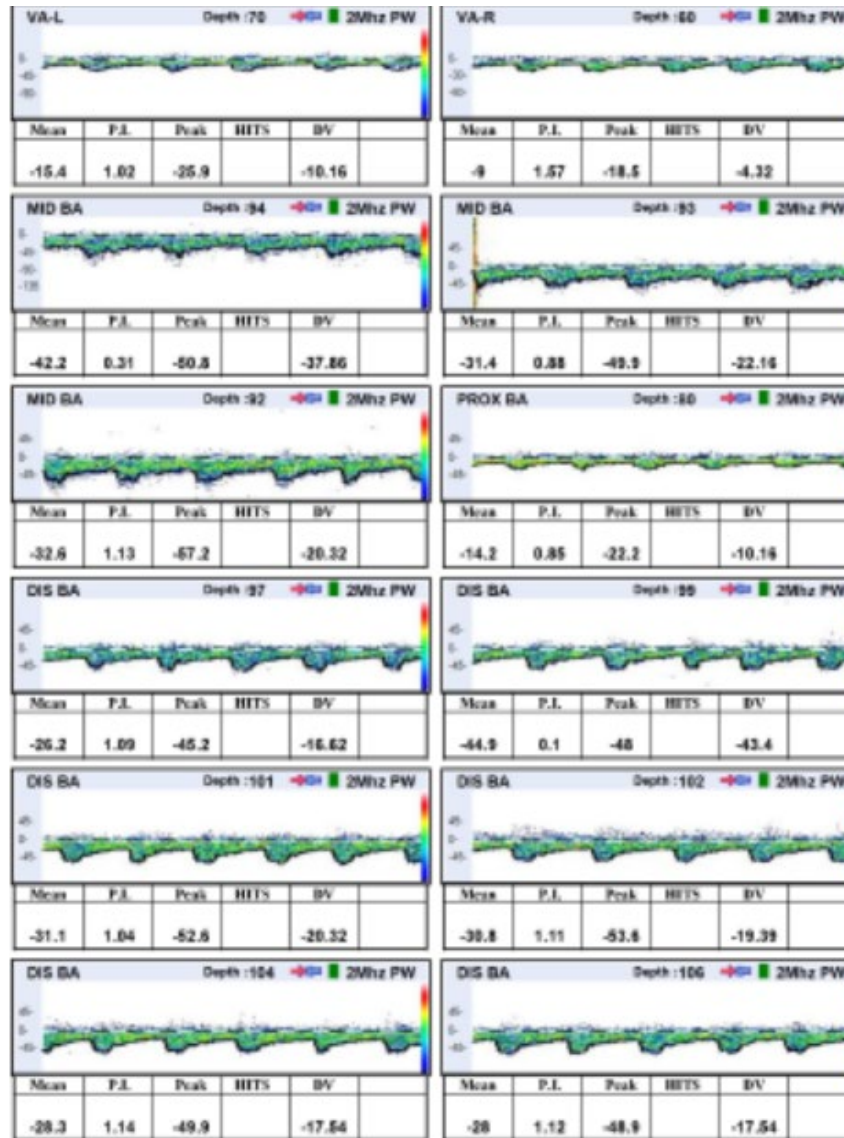 VA-L Depth :70 2Mhz PW
Mean P.I. Peak HITS DV
-15.4 1.02 -25.9 -10.16
VA-R Depth :60 2Mhz PW
Mean P.I. Peak HITS DV
-9 1.57 -18.5 -4.32
MID BA Depth :94 2Mhz PW
Mean P.I. Peak HITS DV
-42.2 0.31 -50.8 -37.86
MID BA Depth :93 2Mhz PW
Mean P.I. Peak HITS DV
-31.4 0.88 -49.9 -22.16
MID BA Depth :92 2Mhz PW
Mean P.I. Peak HITS DV
-32.6 1.13 -57.2 -20.32
PROX BA Depth :80 2Mhz PW
Mean P.I. Peak HITS DV
-14.2 0.85 -22.2 -10.16
DIS BA Depth :97 2Mhz PW
Mean P.I. Peak HITS DV
-26.2 1.09 -45.2 -16.62
DIS BA Depth :99 2Mhz PW
Mean P.I. Peak HITS DV
-44.9 0.1 -48 -43.4
DIS BA Depth :101 2Mhz PW
Mean P.I. Peak HITS DV
-31.1 1.04 -52.6 -20.32
DIS BA Depth :102 2Mhz PW
Mean P.I. Peak HITS DV
-30.8 1.11 -53.6 -19.39
DIS BA Depth :104 2Mhz PW
Mean P.I. Peak HITS DV
-28.3 1.14 -49.9 -17.54
DIS BA Depth :106 2Mhz PW
Mean P.I. Peak HITS DV
-28 1.12 -48.9 -17.54